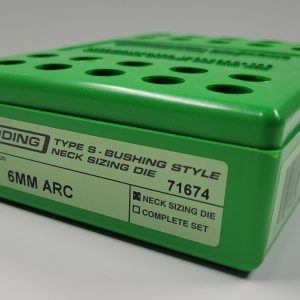 DING
TYPE S - BUSHING STYLE
NECK SIZING DIE
71674
6MM ARC
NECK SIZING DIE
COMPLETE SET